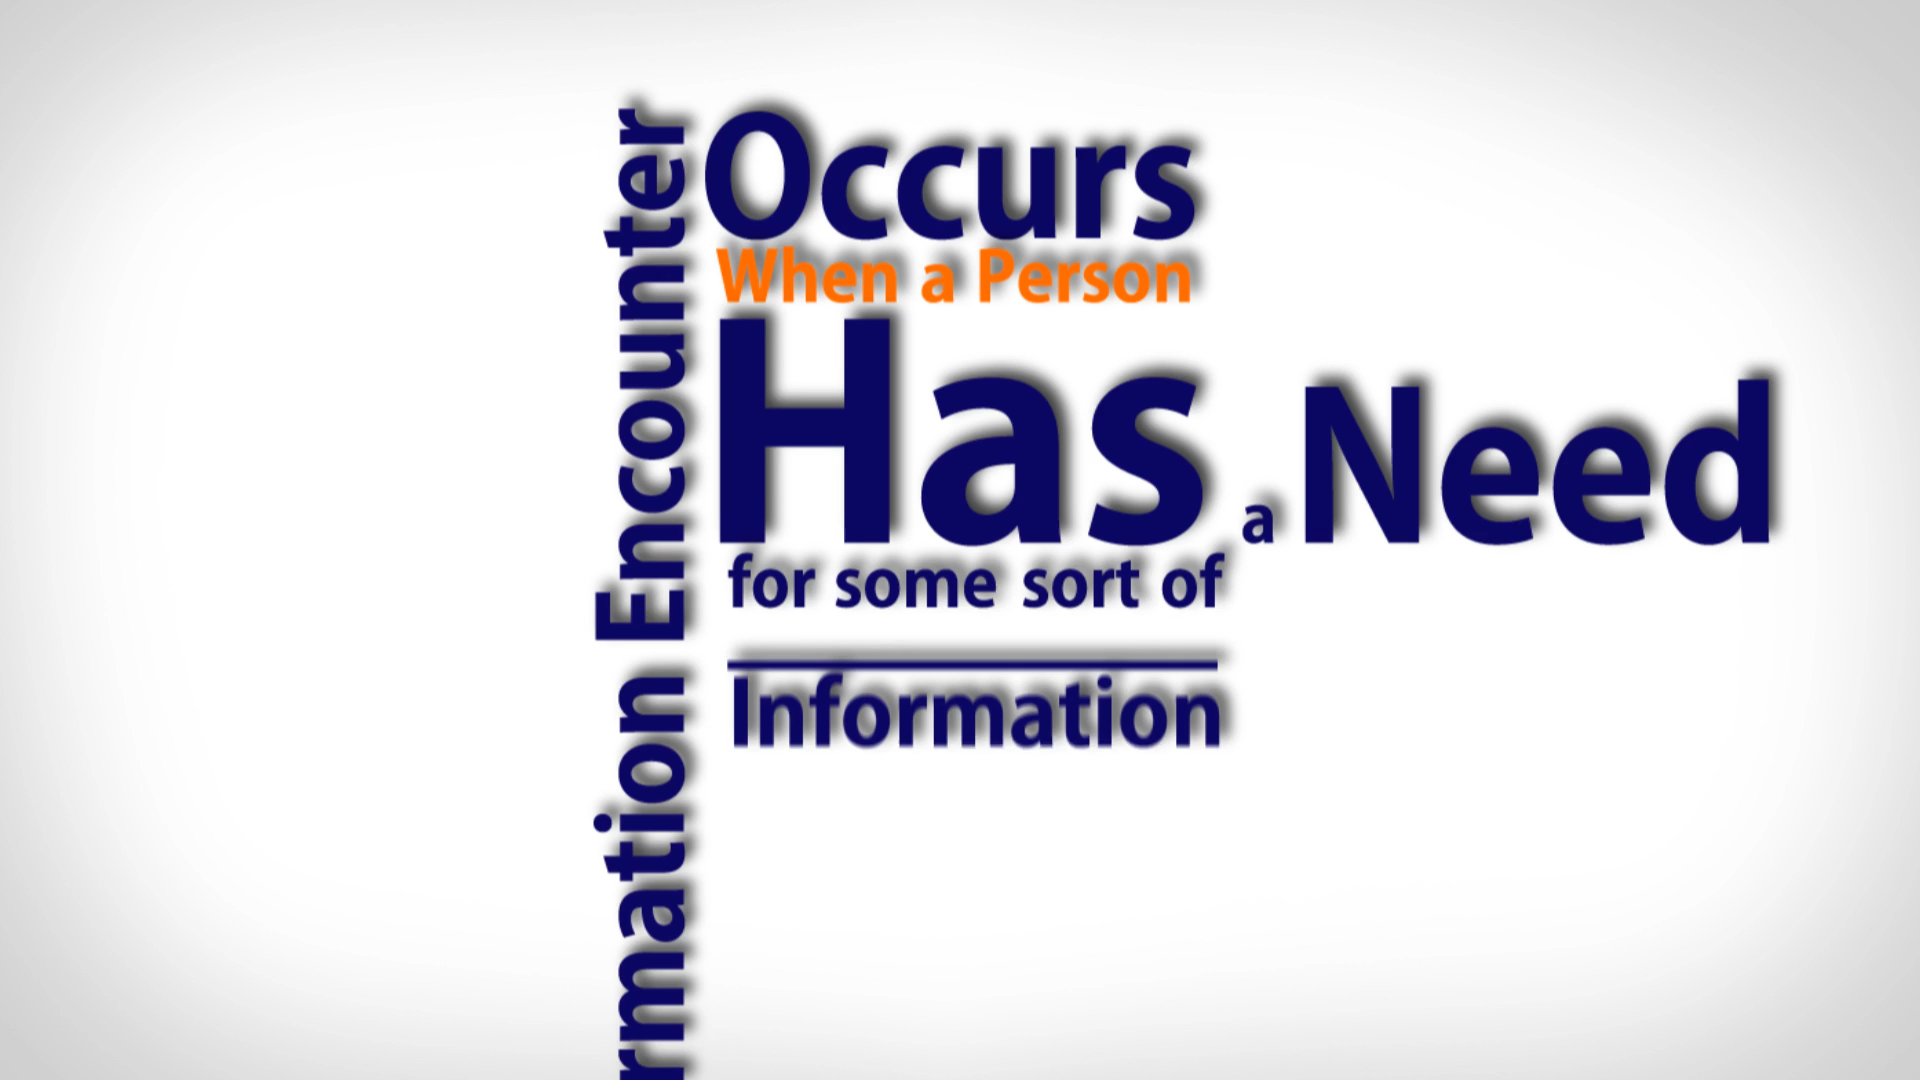 rmation Encounter
Occurs
When a Person
Has a Need
for some sort of
Information